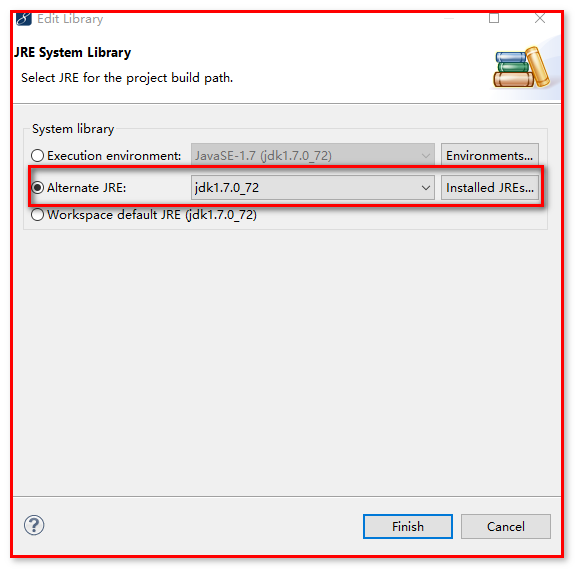 Edit Library
JRE System Library
Select JRE for the project build path.
System library
Execution environment: JavaSE-1.7 (jdk1.7.0_72) Environments...
Alternate JRE: jdk1.7.0_72 Installed JREs...
Workspace default JRE (jdk1.7.0_72)
? Finish Cancel